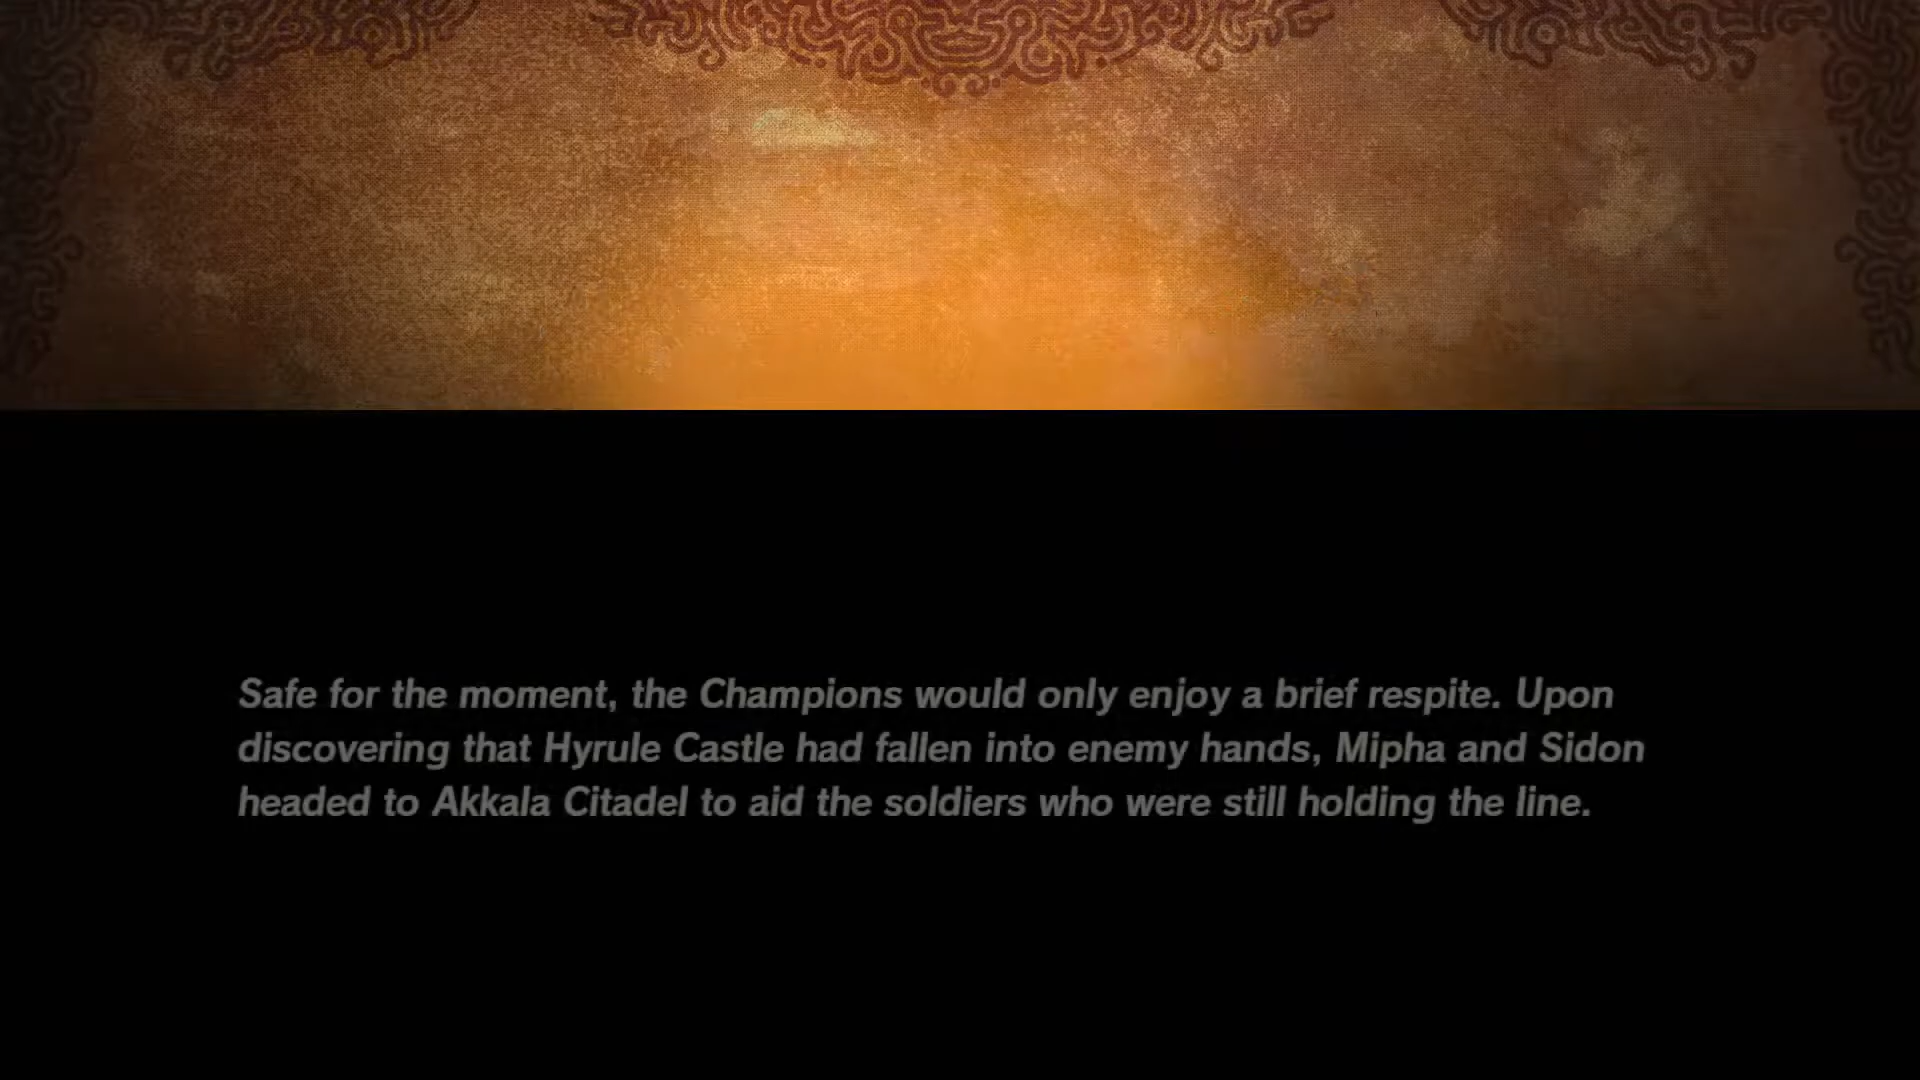 Safe for the moment, the Champions would only enjoy a brief respite. Upon
discovering that Hyrule Castle had fallen into enemy hands, Mipha and Sidon
headed to Akkala Citadel to aid the soldiers who were still holding the line.